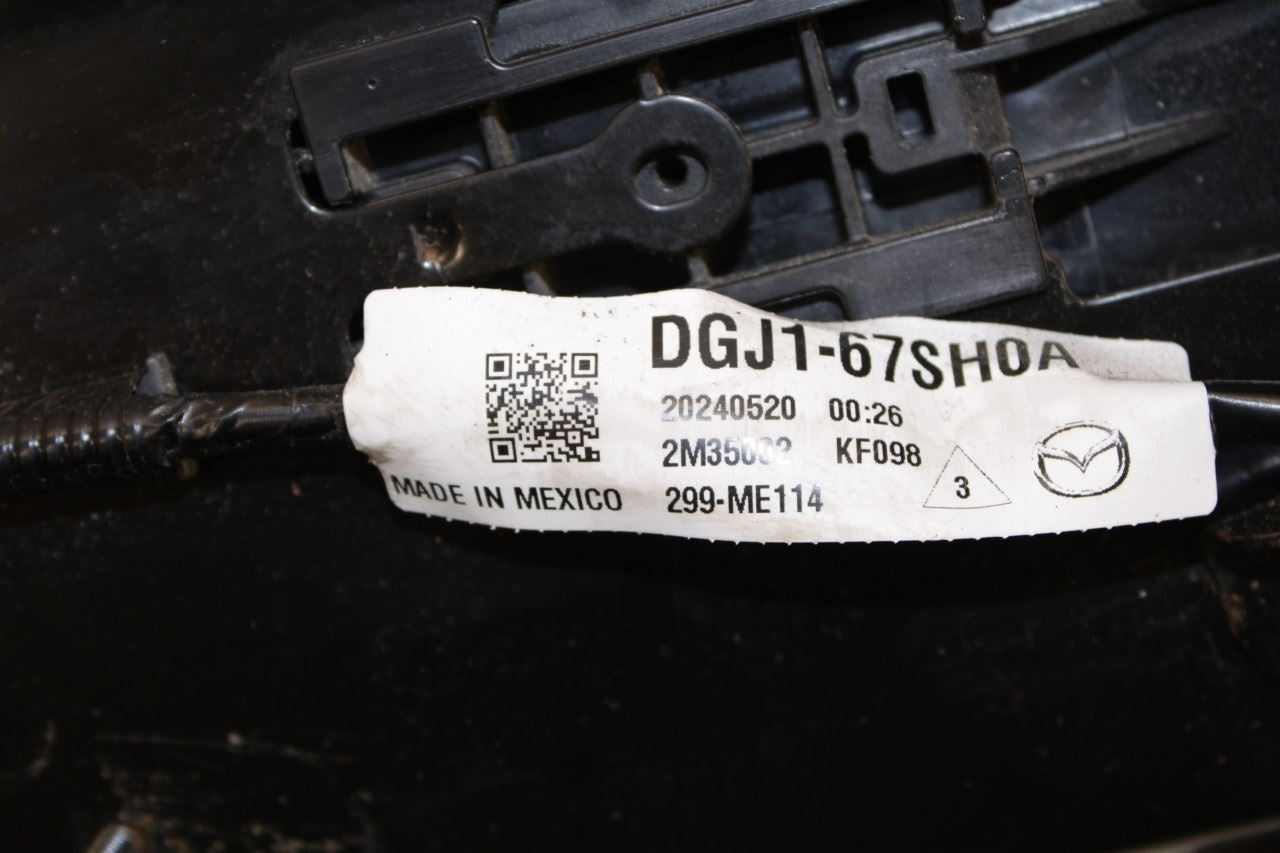 DGJ1-67SH0A
20240520 00:26
2M35002 KF098
MADE IN MEXICO 299-ME114 3